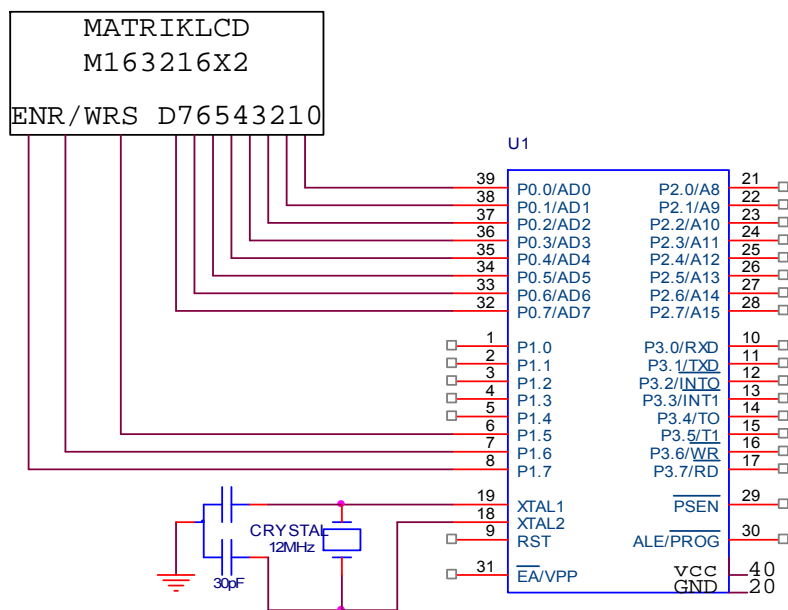 MATRIKLCD
M163216X2
ENR/WRS D76543210
U1
39 P0.0/AD0 P2.0/A8 21
38 P0.1/AD1 P2.1/A9 22
37 P0.2/AD2 P2.2/A10 23
36 P0.3/AD3 P2.3/A11 24
35 P0.4/AD4 P2.4/A12 25
34 P0.5/AD5 P2.5/A13 26
33 P0.6/AD6 P2.6/A14 27
32 P0.7/AD7 P2.7/A15 28
1 P1.0 P3.0/RXD 10
2 P1.1 P3.1/TXD 11
3 P1.2 P3.2/INTO 12
4 P1.3 P3.3/INT1 13
5 P1.4 P3.4/TO 14
6 P1.5 P3.5/T1 15
7 P1.6 P3.6/WR 16
8 P1.7 P3.7/RD 17
19 XTAL1 PSEN 29
18 XTAL2
9 RST ALE/PROG 30
CRYSTAL
12MHz
30pF
31 EA/VPP
vcc 40
GND 20